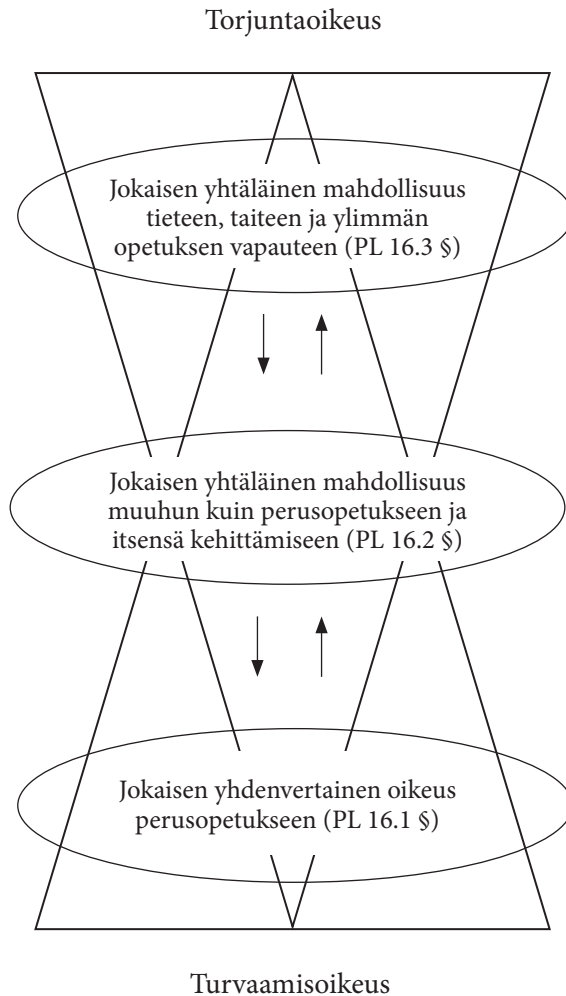 Torjuntaoikeus
Jokaisen yhtäläinen mahdollisuus
tieteen, taiteen ja ylimmän
opetuksen vapauteen (PL 16.3 §)
Jokaisen yhtäläinen mahdollisuus
muuhun kuin perusopetukseen ja
itsensä kehittämiseen (PL 16.2 §)
Jokaisen yhdenvertainen oikeus
perusopetukseen (PL 16.1 §)
Turvaamisoikeus